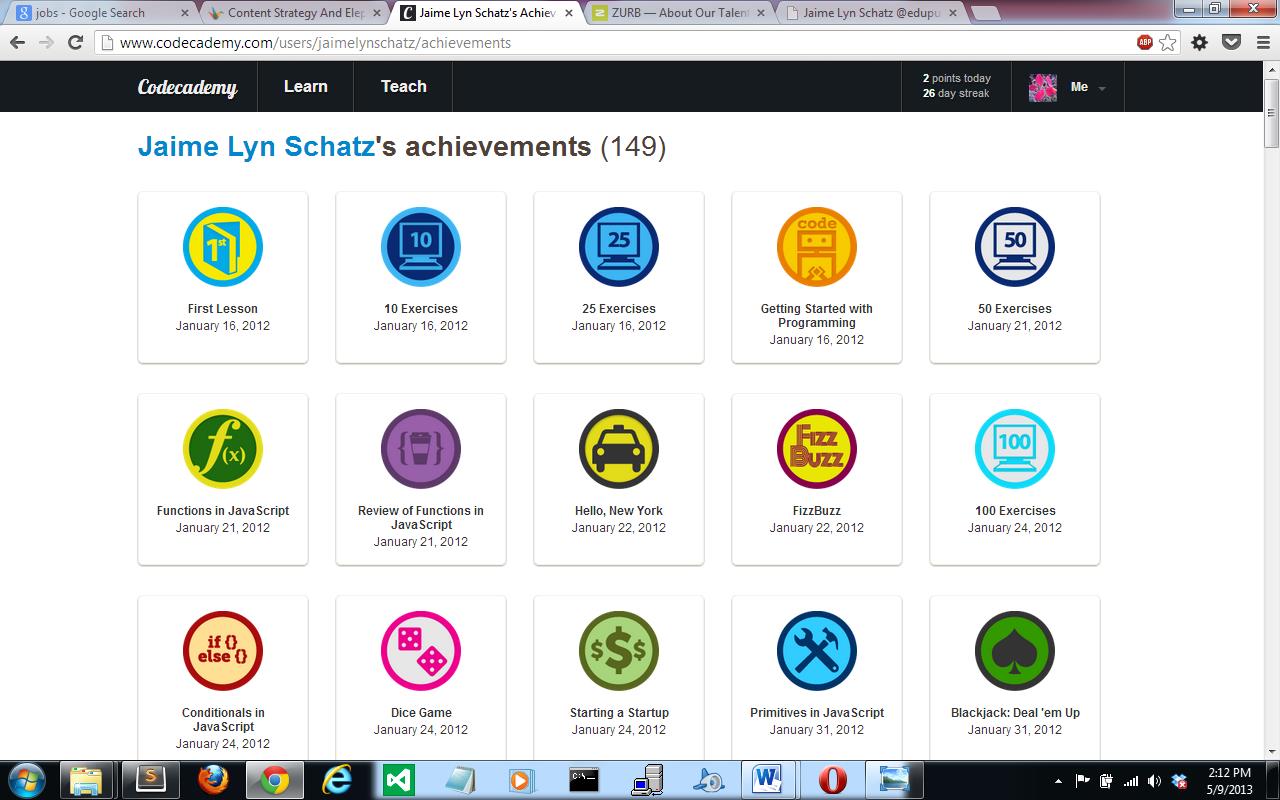 jobs - Google Search
Content Strategy And Elep
Jaime Lyn Schatz's Achiev
ZURB — About Our Talent
Jaime Lyn Schatz @edupu
www.codecademy.com/users/jaimelynschatz/achievements
ABP
Codecademy
Learn
Teach
2 points today
26 day streak
Me
Jaime Lyn Schatz's achievements (149)
1st
10
25
code
50
First Lesson
January 16, 2012
10 Exercises
January 16, 2012
25 Exercises
January 16, 2012
Getting Started with
Programming
January 16, 2012
50 Exercises
January 21, 2012
f(x)
{ }
Fizz
Buzz
100
Functions in JavaScript
January 21, 2012
Review of Functions in
JavaScript
January 21, 2012
Hello, New York
January 22, 2012
FizzBuzz
January 22, 2012
100 Exercises
January 24, 2012
if {}
else {}
$$$
Conditionals in
JavaScript
January 24, 2012
Dice Game
January 24, 2012
Starting a Startup
January 24, 2012
Primitives in JavaScript
January 31, 2012
Blackjack: Deal 'em Up
January 31, 2012
2:12 PM
5/9/2013